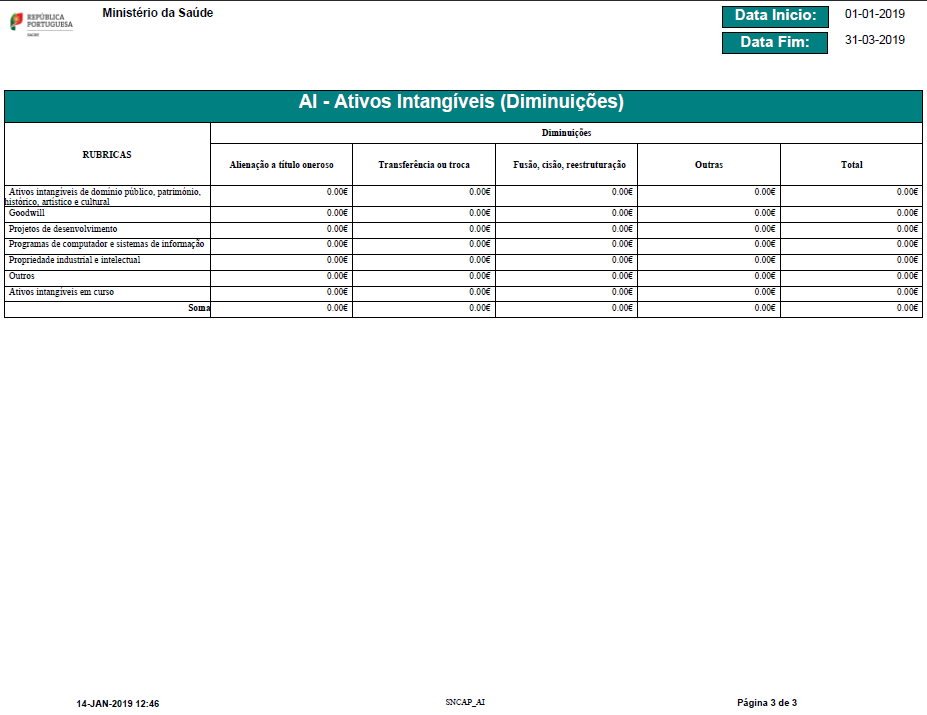 REPÚBLICA
PORTUGUESA
SAÚDE
Ministério da Saúde
Data Inicio: 01-01-2019
Data Fim: 31-03-2019
AI - Ativos Intangíveis (Diminuições)
RUBRICAS
Diminuições
Alienação a título oneroso Transferência ou troca Fusão, cisão, reestruturação Outras Total
Ativos intangíveis de domínio público, património,
histórico, artístico e cultural 0.00€ 0.00€ 0.00€ 0.00€ 0.00€
Goodwill 0.00€ 0.00€ 0.00€ 0.00€ 0.00€
Projetos de desenvolvimento 0.00€ 0.00€ 0.00€ 0.00€ 0.00€
Programas de computador e sistemas de informação 0.00€ 0.00€ 0.00€ 0.00€ 0.00€
Propriedade industrial e intelectual 0.00€ 0.00€ 0.00€ 0.00€ 0.00€
Outros 0.00€ 0.00€ 0.00€ 0.00€ 0.00€
Ativos intangíveis em curso 0.00€ 0.00€ 0.00€ 0.00€ 0.00€
Soma 0.00€ 0.00€ 0.00€ 0.00€ 0.00€
14-JAN-2019 12:46 SNCAP_AI Página 3 de 3